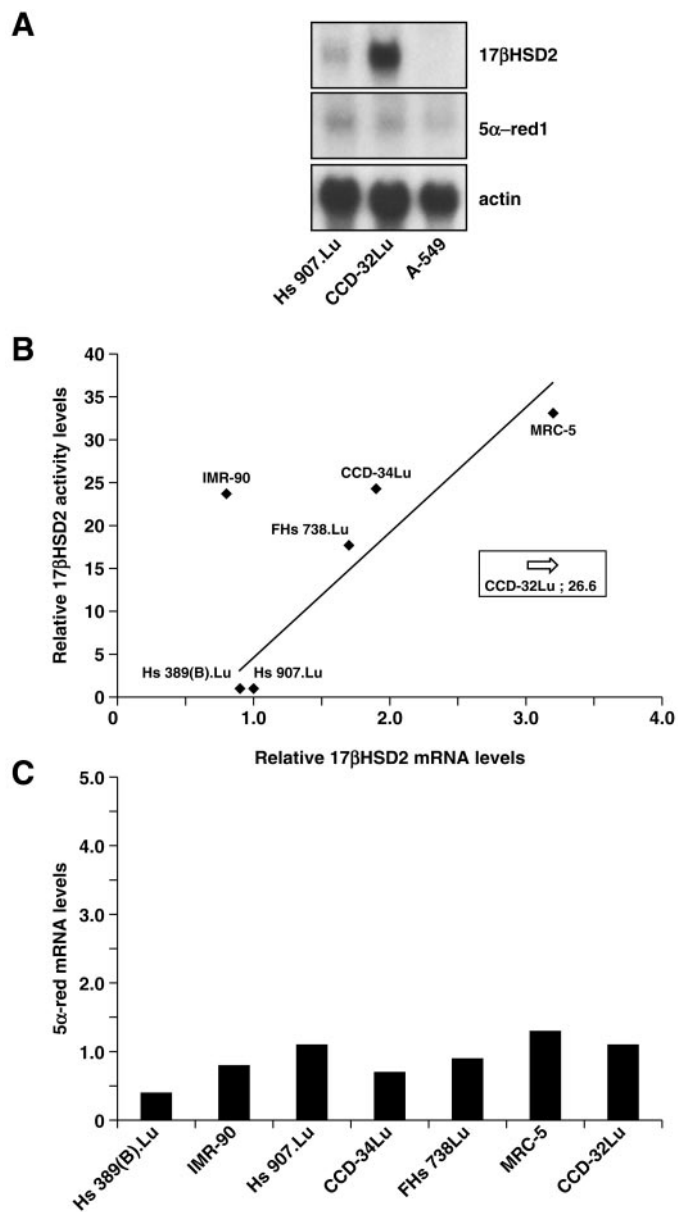 A
17βHSD2
5α–red1
actin
Hs 907.Lu
CCD-32Lu
A-549
B
Relative 17βHSD2 activity levels
40
35
30
25
20
15
10
5
0
IMR-90
CCD-34Lu
MRC-5
FHs 738.Lu
CCD-32Lu ; 26.6
Hs 389(B).Lu
Hs 907.Lu
0
1.0
2.0
3.0
4.0
Relative 17βHSD2 mRNA levels
C
5α-red mRNA levels
5.0
4.0
3.0
2.0
1.0
0
Hs 389(B).Lu
IMR-90
Hs 907.Lu
CCD-34Lu
FHs 738Lu
MRC-5
CCD-32Lu